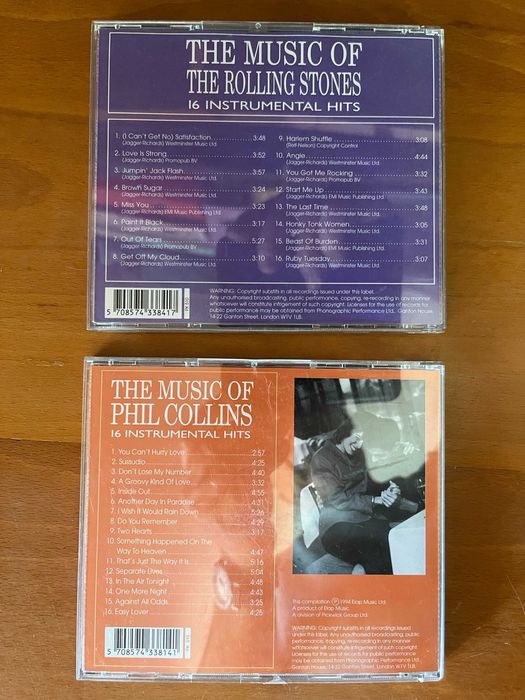 THE MUSIC OF
THE ROLLING STONES
16 INSTRUMENTAL HITS
1. (I Can't Get No) Satisfaction 3:48
(Jagger-Richards) Westminster Music Ltd.
2. Love Is Strong 3:52
(Jagger-Richards) Promopub BV
3. Jumpin' Jack Flash 3:57
(Jagger-Richards) Westminster Music Ltd.
4. Brown Sugar 3:24
(Jagger-Richards) Westminster Music Ltd.
5. Miss You 3:23
(Jagger-Richards) EMI Music Publishing Ltd
6. Paint It Black 3:17
(Jagger-Richards) Westminster Music Ltd.
7. Out Of Tears 5:27
(Jagger-Richards) Promopub BV
8. Get Off My Cloud 3:10
(Jagger-Richards) Westminster Music Ltd.
9. Harlem Shuffle 3:08
(Relf-Nelson) Copyright Control
10. Angie 4:44
(Jagger-Richards) Westminster Music Ltd.
11. You Got Me Rocking 3:32
(Jagger-Richards) Promopub BV
12. Start Me Up 3:43
(Jagger-Richards) EMI Music Publishing Ltd
13. The Last Time 3:48
(Jagger-Richards) Westminster Music Ltd.
14. Honky Tonk Women 3:05
(Jagger-Richards) Westminster Music Ltd.
15. Beast Of Burden 3:31
(Jagger-Richards) EMI Music Publishing Ltd
16. Ruby Tuesday 3:07
(Jagger-Richards) Westminster Music Ltd.
5 708574 338417
WARNING: Copyright subsists in all recordings issued under this label.
Any unauthorised broadcasting, public performance, copying, re-recording in any manner
whatsoever will constitute infringement of such copyright. Licenses for the use of records for
public performance may be obtained from Phonographic Performance Ltd., Ganton House,
14-22 Ganton Street, London W1V 1LB.
THE MUSIC OF
PHIL COLLINS
16 INSTRUMENTAL HITS
1. You Can't Hurry Love 2:57
2. Sussudio 4:25
3. Don't Lose My Number 4:40
4. A Groovy Kind Of Love 3:32
5. Inside Out 4:55
6. Another Day In Paradise 4:31
7. I Wish It Would Rain Down 5:26
8. Do You Remember 4:29
9. Two Hearts 3:17
10. Something Happened On The
Way To Heaven 4:47
11. That's Just The Way It Is 5:16
12. Separate Lives 5:04
13. In The Air Tonight 4:48
14. One More Night 4:43
15. Against All Odds 3:25
16. Easy Lover 4:25
5 708574 338141
This compilation Ⓟ 1994 Elap Music Ltd.
A product of Elap Music.
A division of Pickwick Group Ltd.
WARNING: Copyright subsists in all recordings issued
under this label. Any unauthorised broadcasting, public
performance, copying, re-recording in any manner
whatsoever will constitute infringement of such copyright
Licenses for the use of records for public performance
may be obtained from Phonographic Performance Ltd.,
Ganton House, 14-22 Ganton Street, London W1V 1LB.